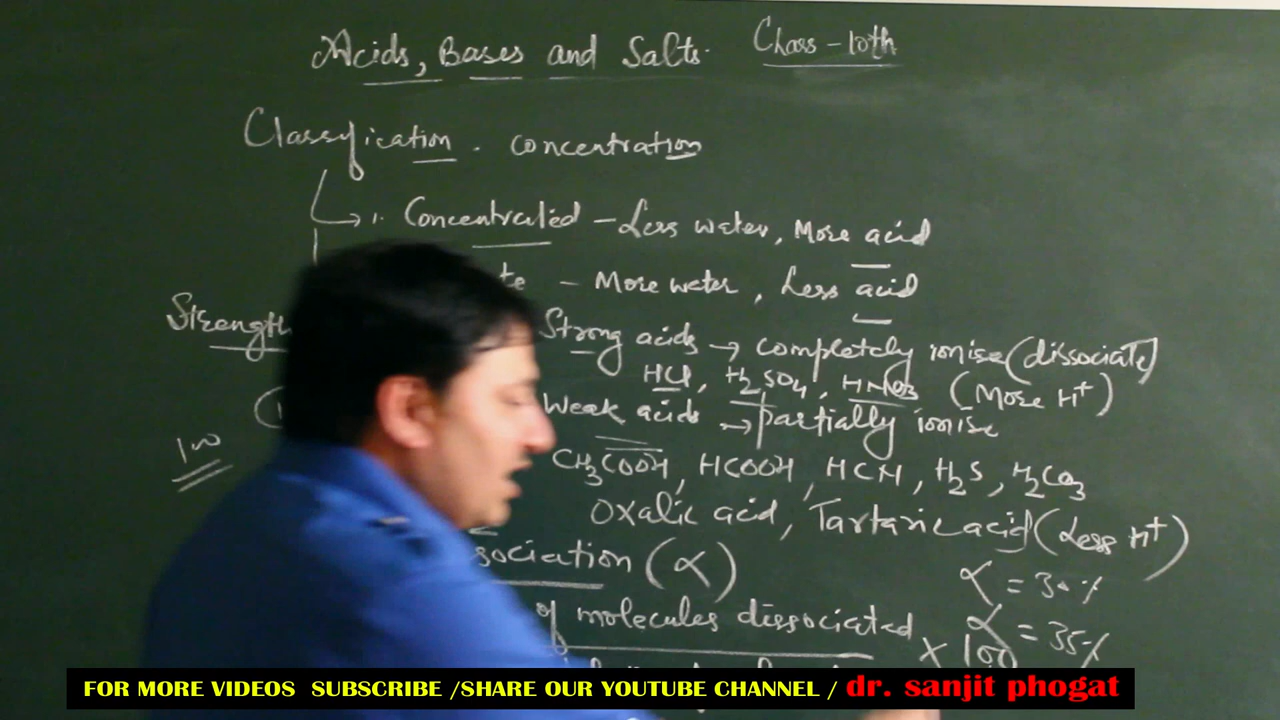 Acids, Bases and Salts. Class - 10th
Classification. concentration
1. Concentrated - Less water, More acid
te - More water, Less acid
Strength
Strong acids → completely ionise (dissociate)
HCl, H2SO4, HNO3 (More H+)
Weak acids → partially ionise
100
CH3COOH, HCOOH, HCN, H2S, H2CO3
Oxalic acid, Tartaric acid (Less H+)
sociation (α)
α = 30%
of molecules dissociated × 100
α = 35%
FOR MORE VIDEOS SUBSCRIBE /SHARE OUR YOUTUBE CHANNEL / dr. sanjit phogat